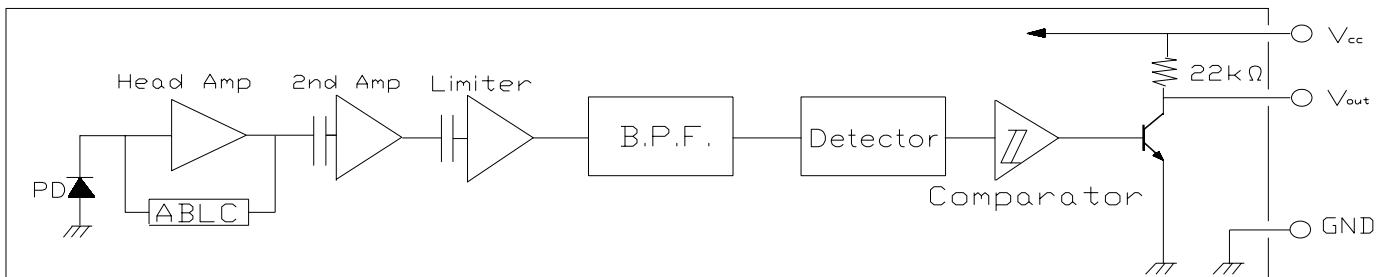 Head Amp
2nd Amp
Limiter
B.P.F.
Detector
Comparator
PD
ABLC
22kΩ
Vcc
Vout
GND